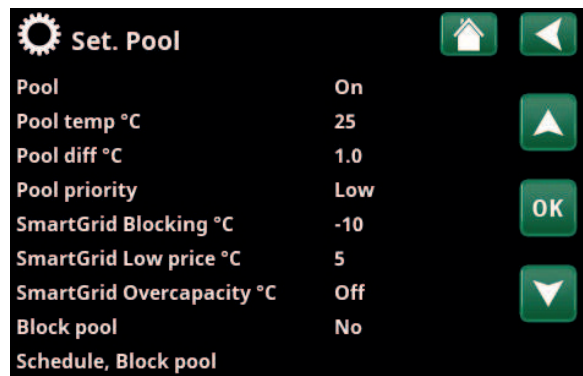 Set. Pool
Pool On
Pool temp °C 25
Pool diff °C 1.0
Pool priority Low
OK
SmartGrid Blocking °C -10
SmartGrid Low price °C 5
SmartGrid Overcapacity °C Off
Block pool No
Schedule, Block pool